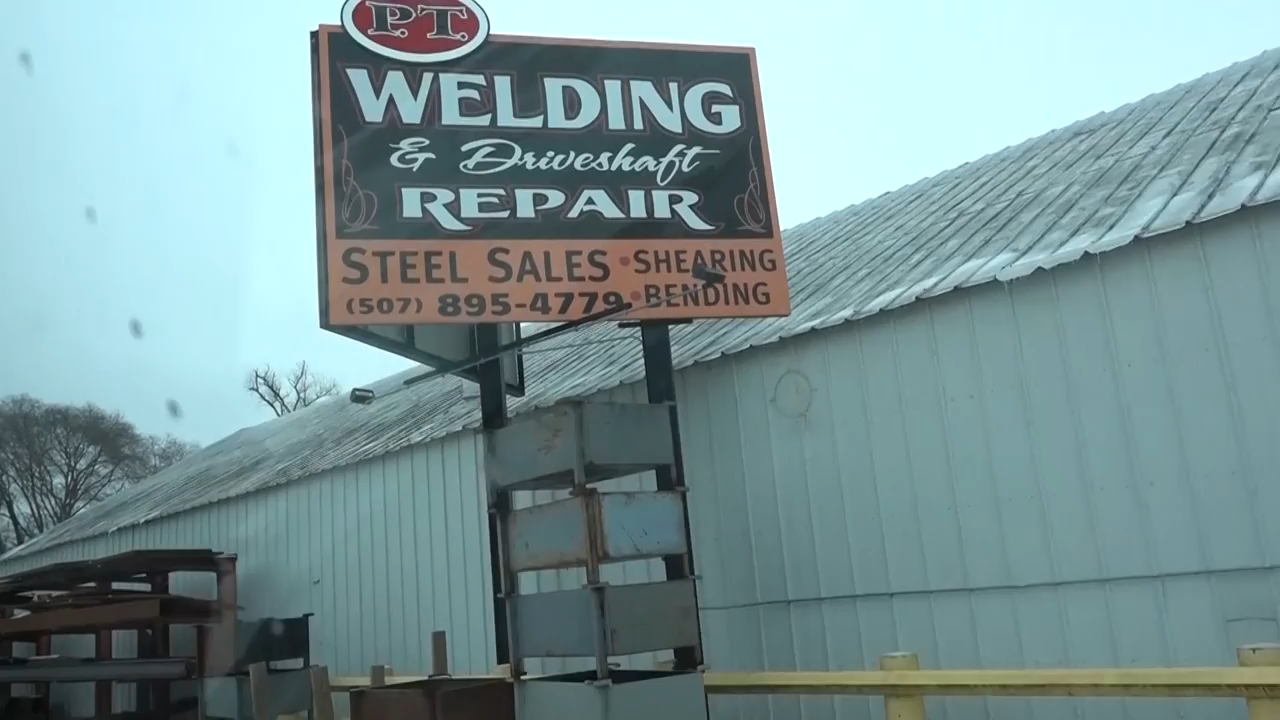 P.T.
WELDING
& Driveshaft
REPAIR
STEEL SALES • SHEARING
(507) 895-4779 • BENDING